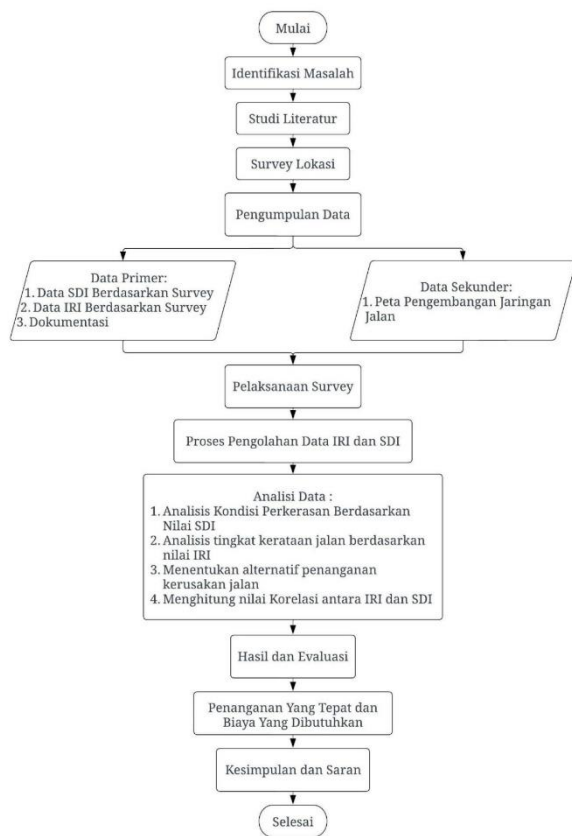 Mulai
Identifikasi Masalah
Studi Literatur
Survey Lokasi
Pengumpulan Data
Data Primer:
1. Data SDI Berdasarkan Survey
2. Data IRI Berdasarkan Survey
3. Dokumentasi
Data Sekunder:
1. Peta Pengembangan Jaringan
Jalan
Pelaksanaan Survey
Proses Pengolahan Data IRI dan SDI
Analisi Data :
1. Analisis Kondisi Perkerasan Berdasarkan
Nilai SDI
2. Analisis tingkat kerataan jalan berdasarkan
nilai IRI
3. Menentukan alternatif penanganan
kerusakan jalan
4. Menghitung nilai Korelasi antara IRI dan SDI
Hasil dan Evaluasi
Penanganan Yang Tepat dan
Biaya Yang Dibutuhkan
Kesimpulan dan Saran
Selesai